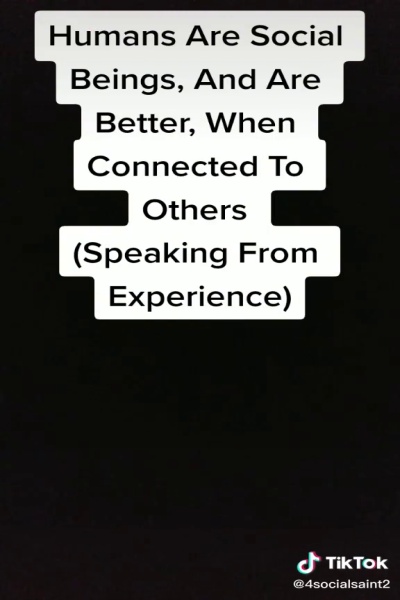 Humans Are Social
Beings, And Are
Better, When
Connected To
Others
(Speaking From
Experience)
TikTok
@4socialsaint2